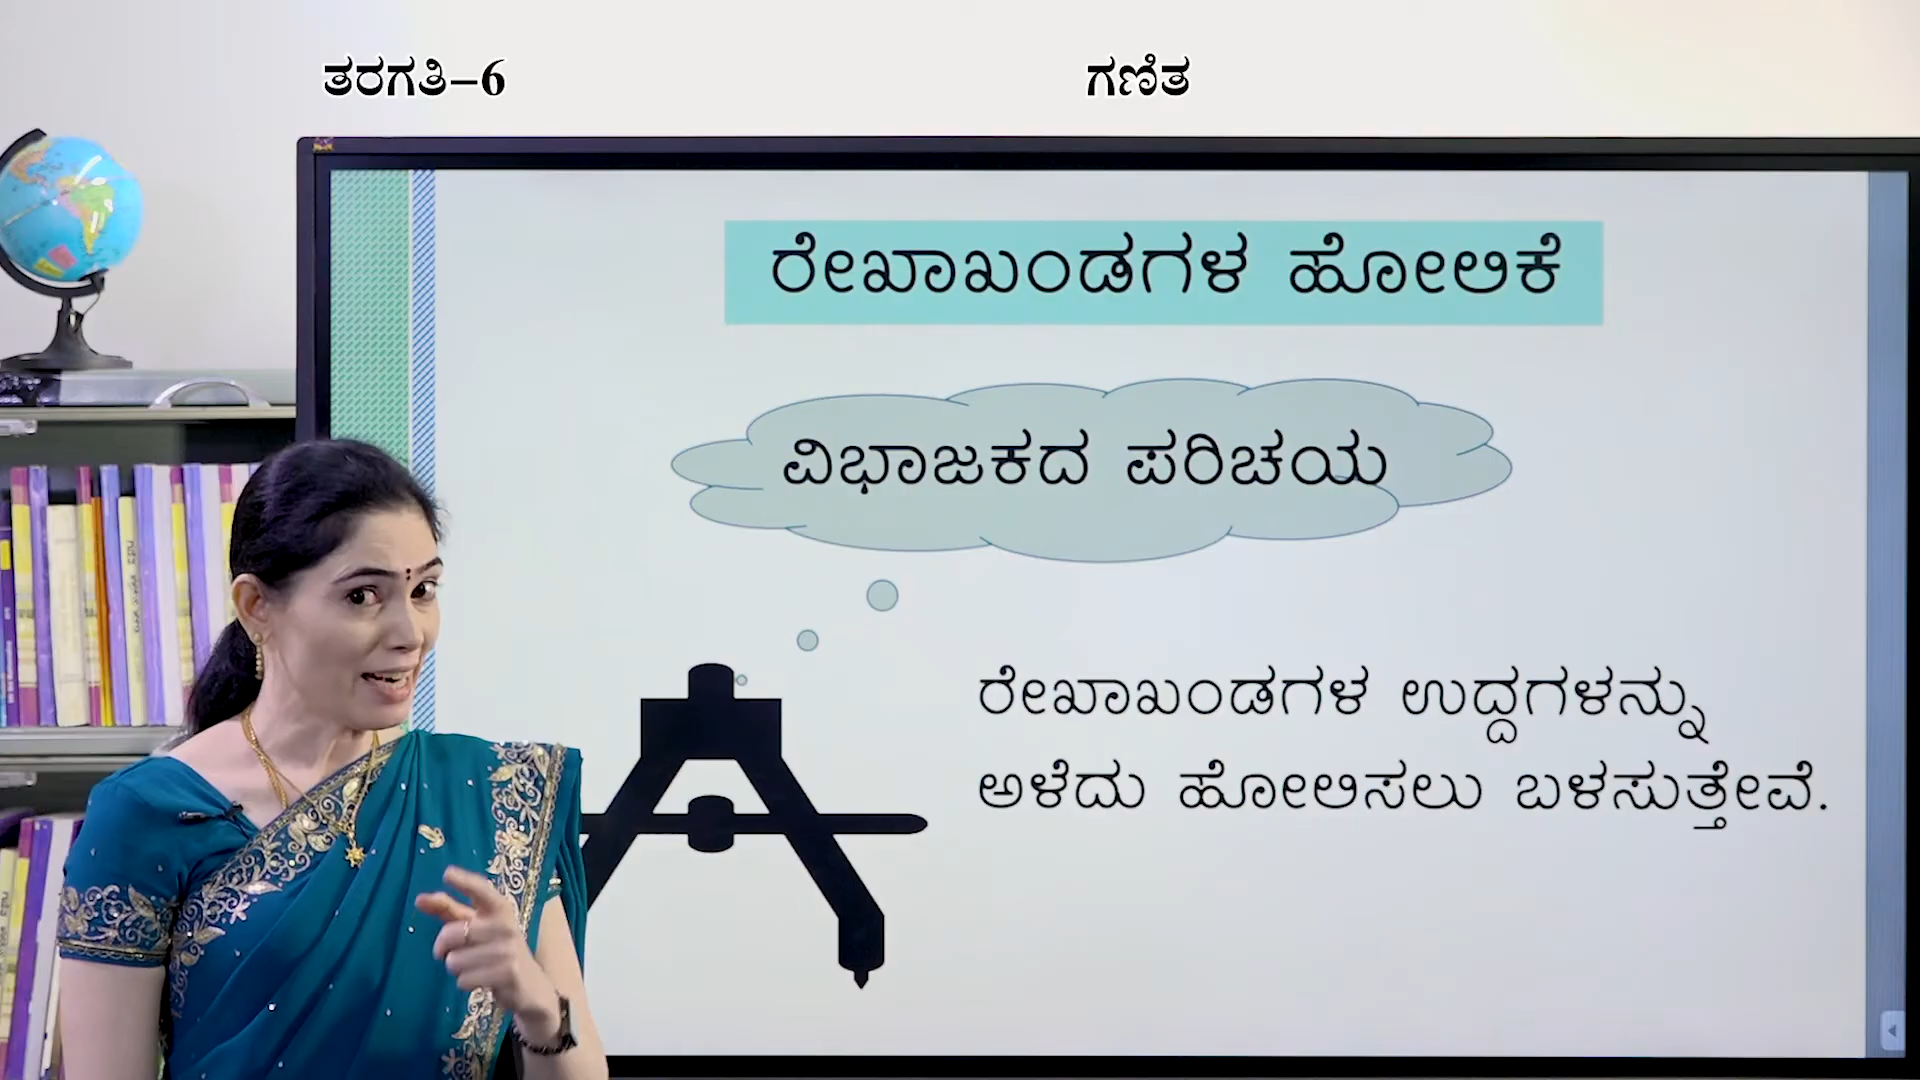 ತರಗತಿ–6
ಗಣಿತ
ರೇಖಾಖಂಡಗಳ ಹೋಲಿಕೆ
ವಿಭಾಜಕದ ಪರಿಚಯ
ರೇಖಾಖಂಡಗಳ ಉದ್ದಗಳನ್ನು
ಅಳೆದು ಹೋಲಿಸಲು ಬಳಸುತ್ತೇವೆ.